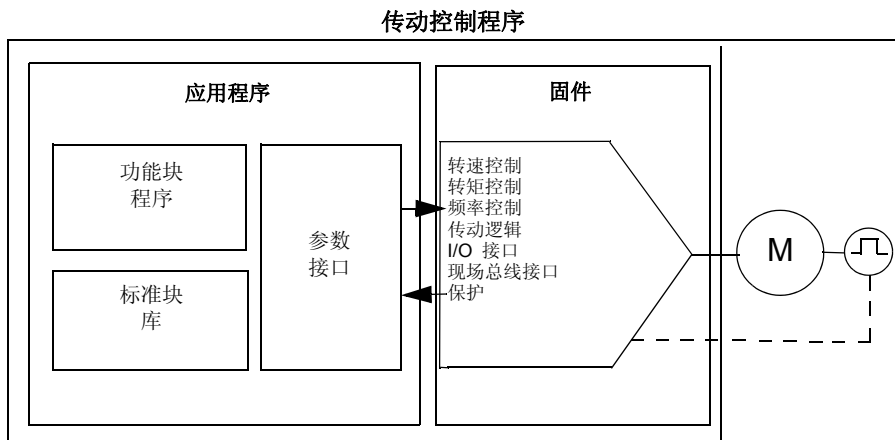 传动控制程序
应用程序
固件
功能块
程序
标准块
库
参数
接口
转速控制
转矩控制
频率控制
传动逻辑
I/O 接口
现场总线接口
保护
M